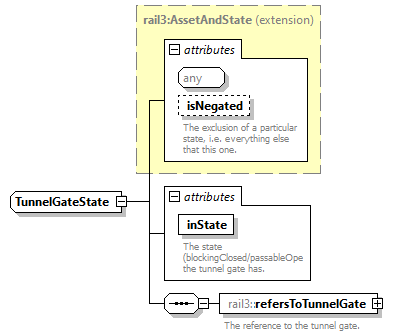 rail3:AssetAndState (extension)
attributes
any
isNegated
The exclusion of a particular
state, i.e. everything else
that this one.
TunnelGateState
attributes
inState
The state
(blockingClosed/passableOpe
the tunnel gate has.
rail3::refersToTunnelGate
The reference to the tunnel gate.